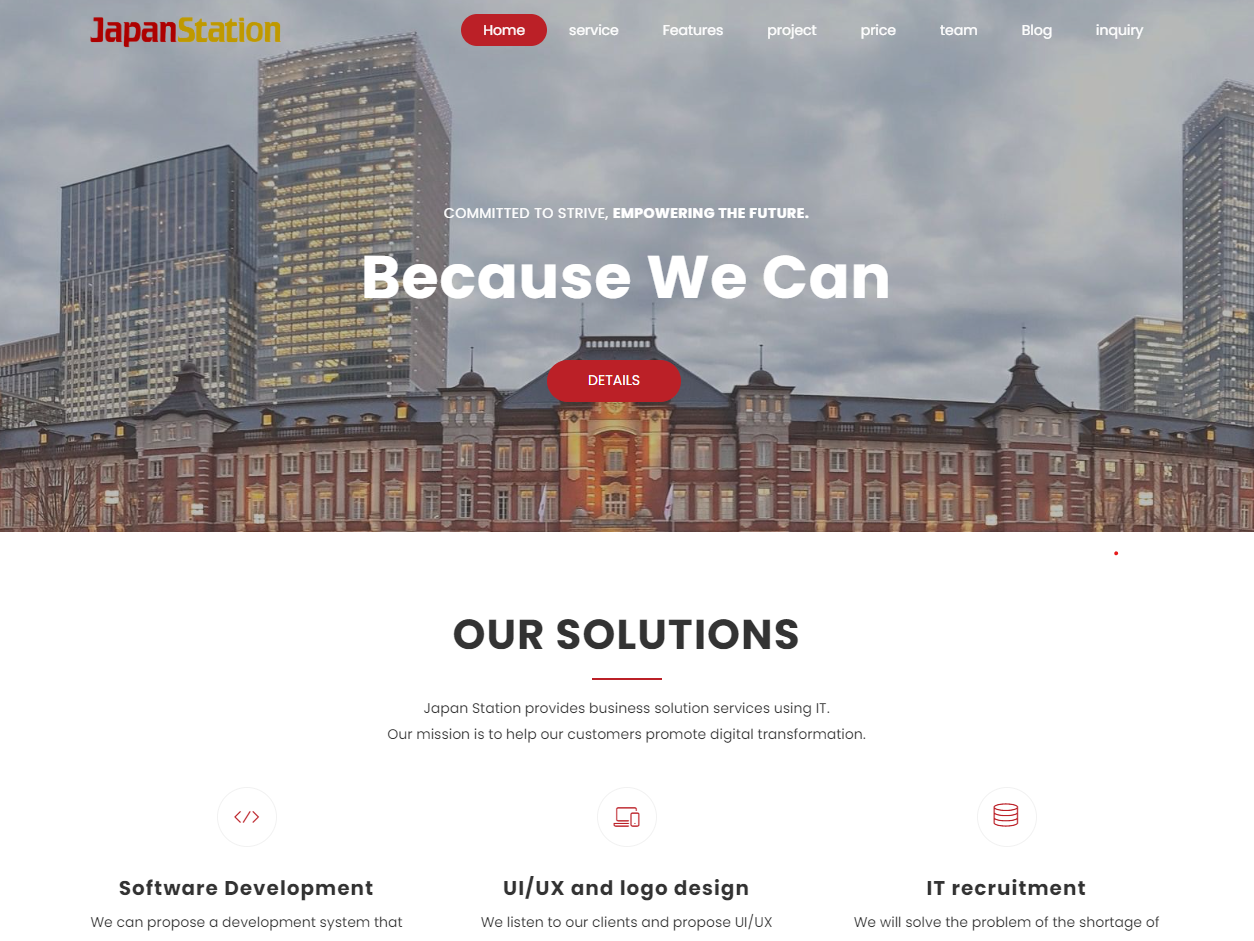 JapanStation
Home service Features project price team Blog inquiry
COMMITTED TO STRIVE, EMPOWERING THE FUTURE.
Because We Can
DETAILS
OUR SOLUTIONS
Japan Station provides business solution services using IT.
Our mission is to help our customers promote digital transformation.
Software Development
We can propose a development system that
UI/UX and logo design
We listen to our clients and propose UI/UX
IT recruitment
We will solve the problem of the shortage of